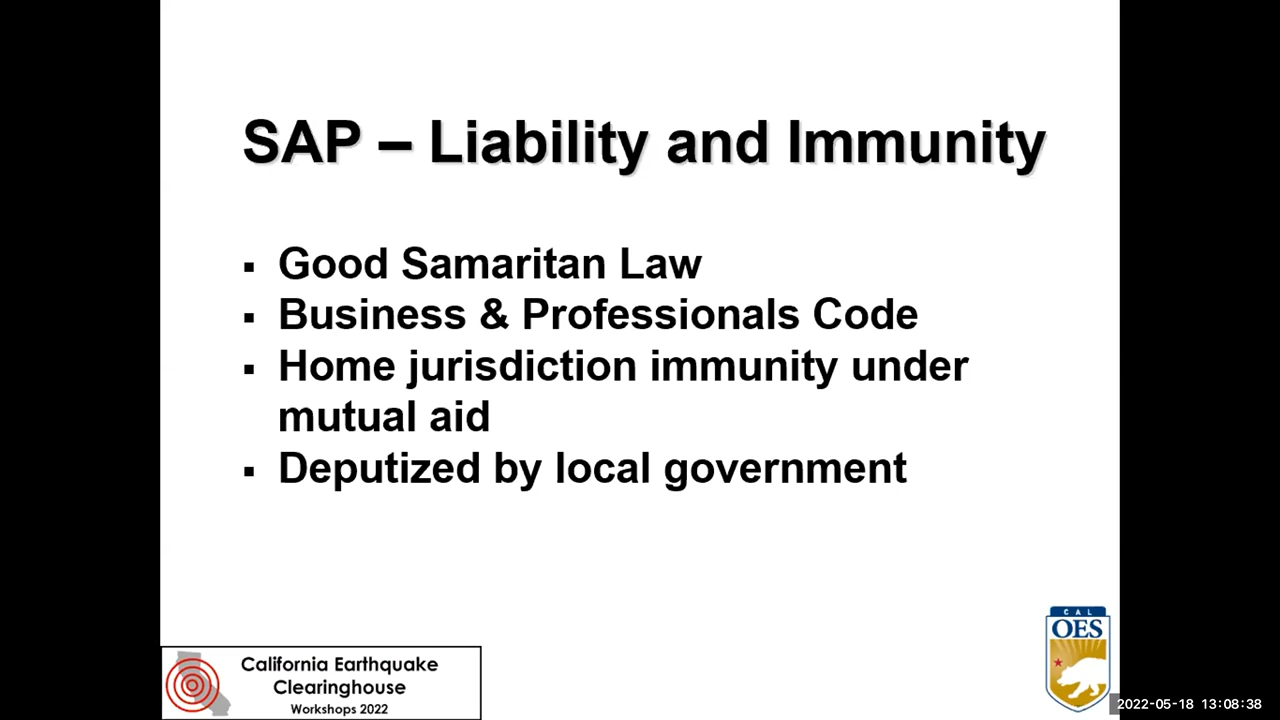 SAP – Liability and Immunity
▪ Good Samaritan Law
▪ Business & Professionals Code
▪ Home jurisdiction immunity under
mutual aid
▪ Deputized by local government
California Earthquake
Clearinghouse
Workshops 2022
CAL
OES
2022-05-18 13:08:38